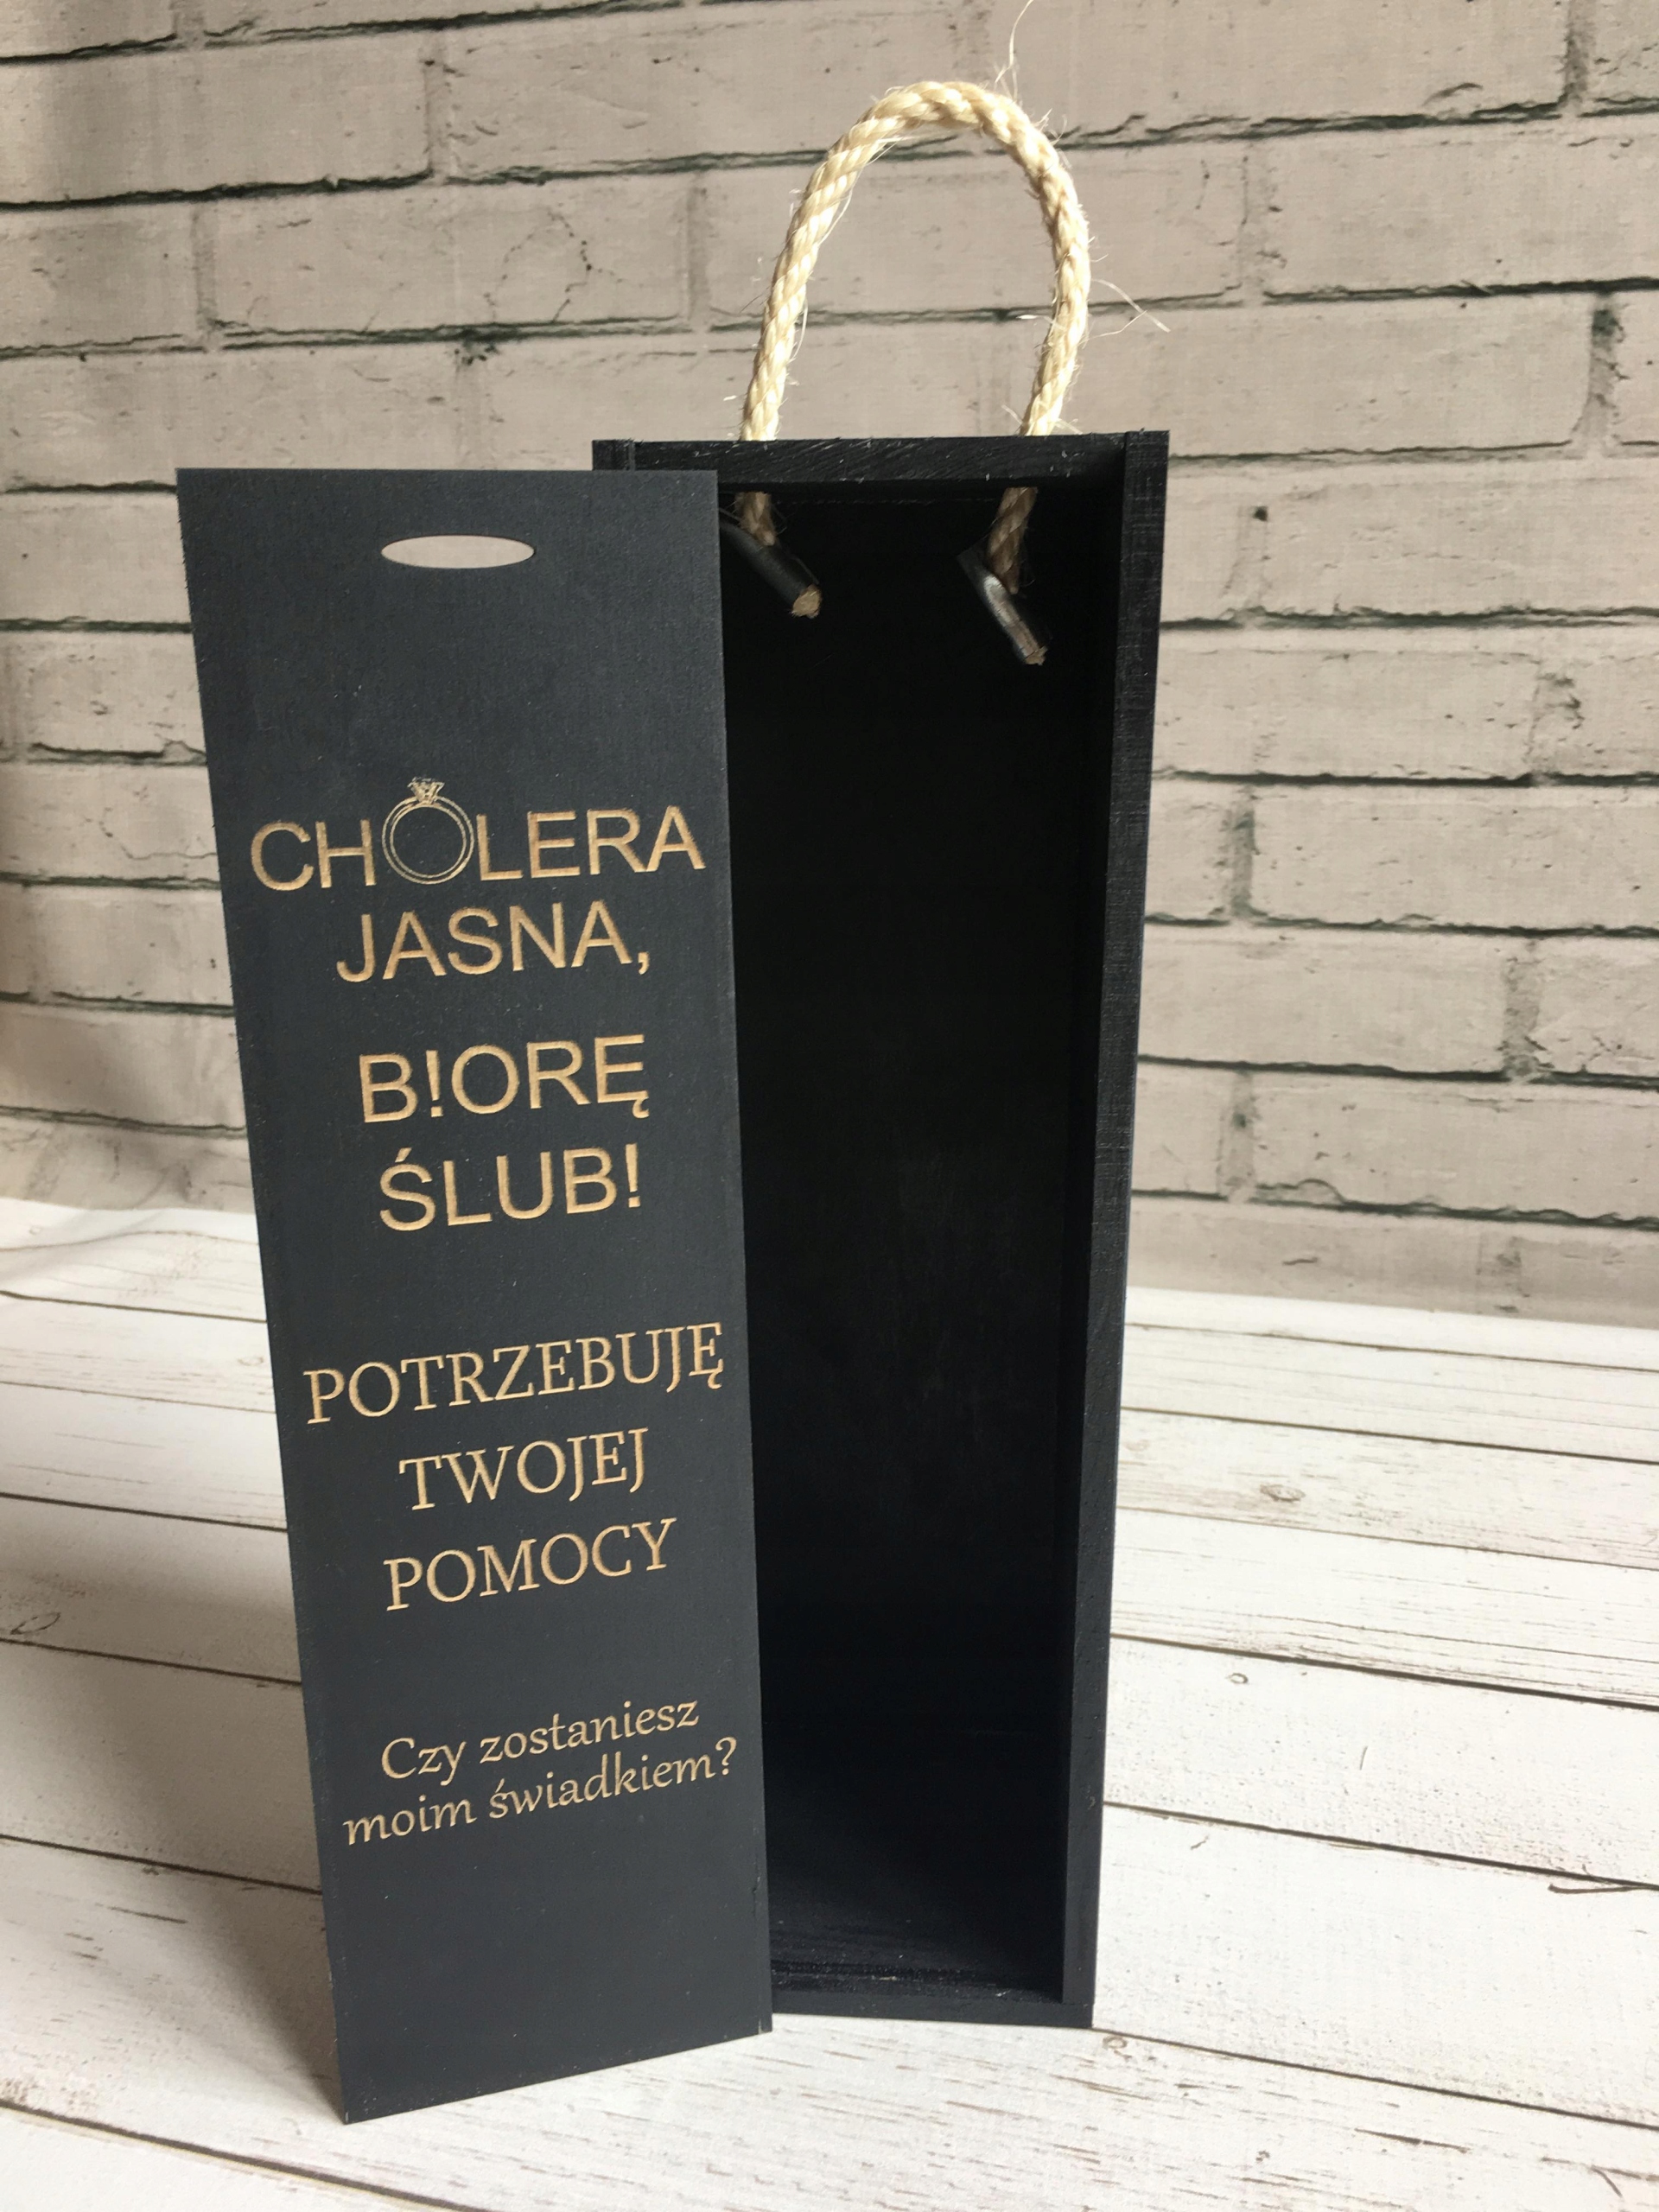 CHOLERA
JASNA,
B!ORĘ
ŚLUB!
POTRZEBUJĘ
TWOJEJ
POMOCY
Czy zostaniesz
moim świadkiem?